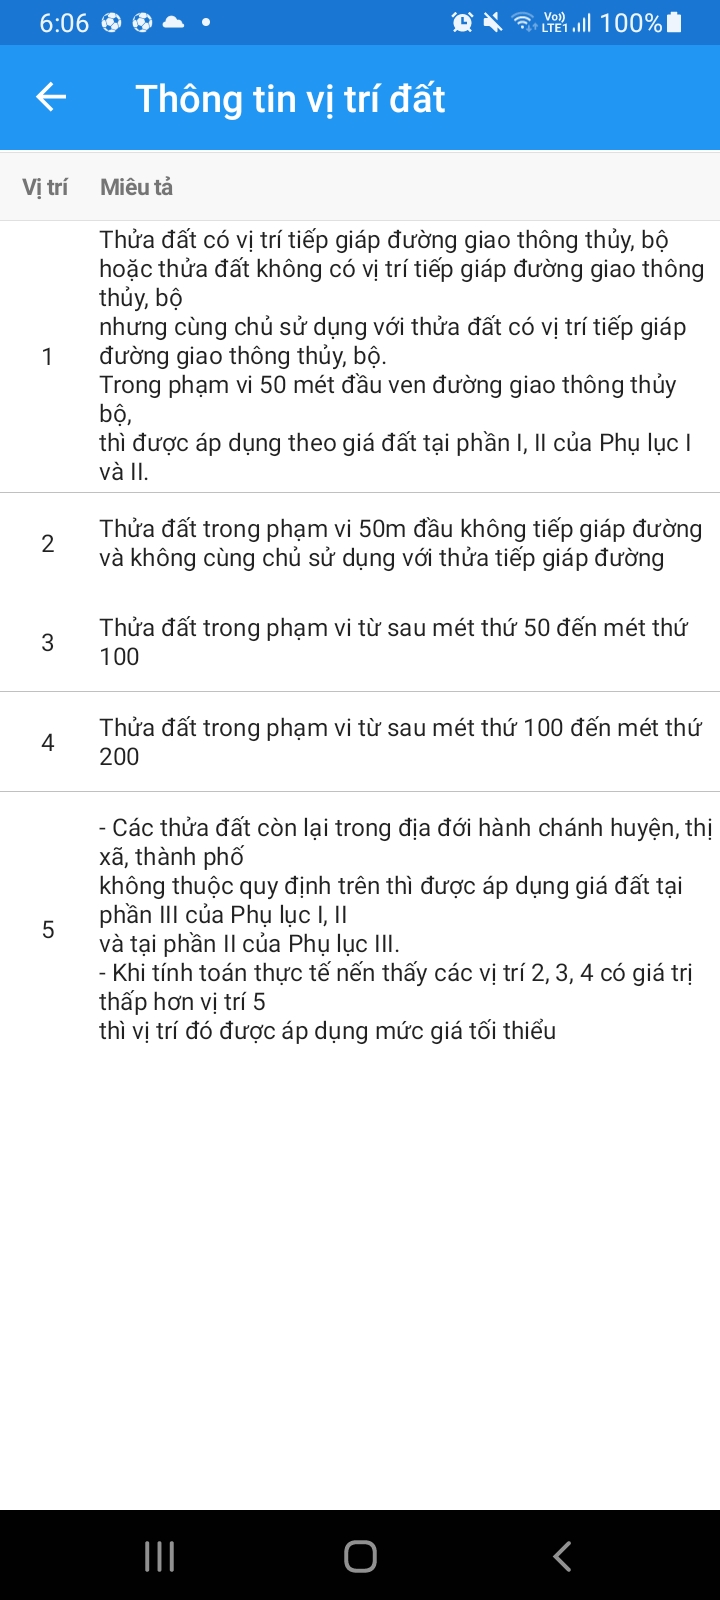 6:06
Vo))
LTE1
100%
Thông tin vị trí đất
Vị trí Miêu tả
Thửa đất có vị trí tiếp giáp đường giao thông thủy, bộ
hoặc thửa đất không có vị trí tiếp giáp đường giao thông
thủy, bộ
nhưng cùng chủ sử dụng với thửa đất có vị trí tiếp giáp
1
đường giao thông thủy, bộ.
Trong phạm vi 50 mét đầu ven đường giao thông thủy
bộ,
thì được áp dụng theo giá đất tại phần I, II của Phụ lục I
và II.
2
Thửa đất trong phạm vi 50m đầu không tiếp giáp đường
và không cùng chủ sử dụng với thửa tiếp giáp đường
3
Thửa đất trong phạm vi từ sau mét thứ 50 đến mét thứ
100
4
Thửa đất trong phạm vi từ sau mét thứ 100 đến mét thứ
200
- Các thửa đất còn lại trong địa đới hành chánh huyện, thị
xã, thành phố
không thuộc quy định trên thì được áp dụng giá đất tại
phần III của Phụ lục I, II
5
và tại phần II của Phụ lục III.
- Khi tính toán thực tế nến thấy các vị trí 2, 3, 4 có giá trị
thấp hơn vị trí 5
thì vị trí đó được áp dụng mức giá tối thiểu